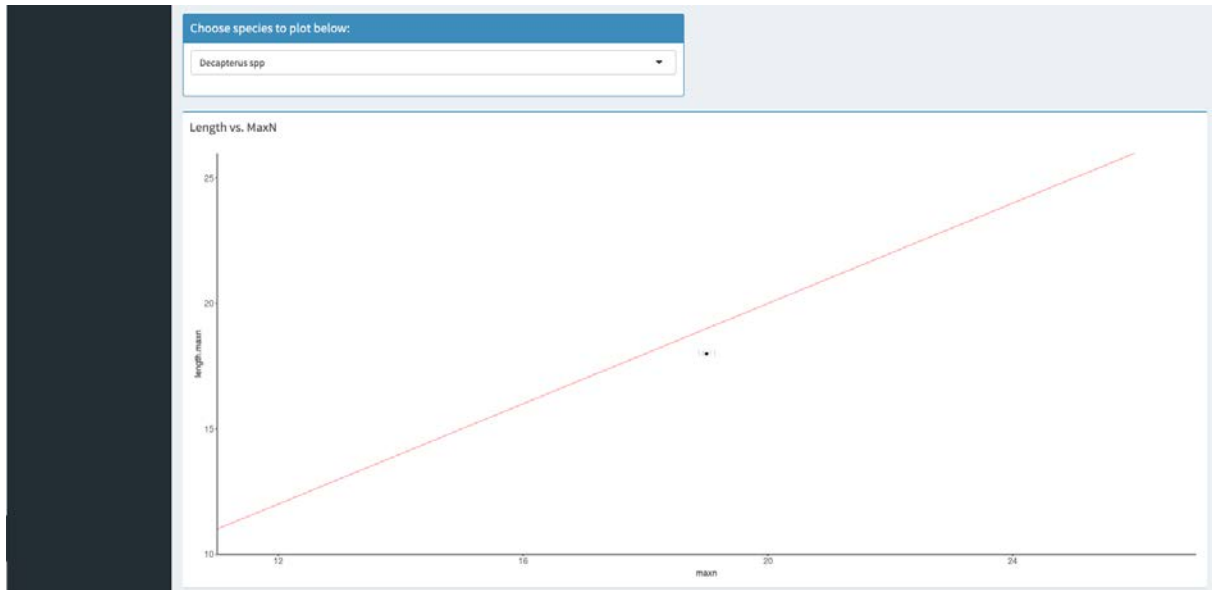 Choose species to plot below:
Decapterus spp
Length vs. MaxN
25
20
length.maxn
15
10
12 16 20 24
maxn